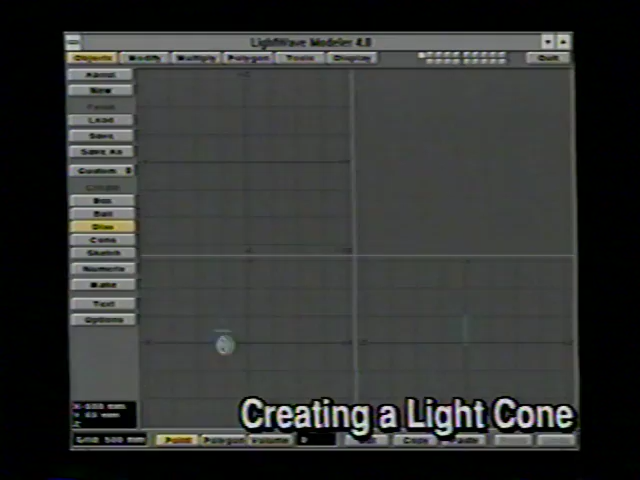 LightWave Modeler 4.0
Objects Modify Multiply Polygon Tools Display Quit
About
New
Load
Save
Save As
Custom
Create
Box
Ball
Disc
Cone
Sketch
Numeric
Make
Text
Options
Grid: 500 mm
Point Polygon Volume
Cut Copy Paste
Creating a Light Cone